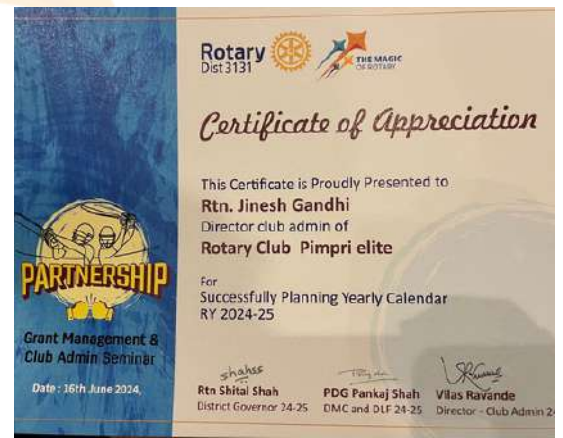 Rotary
Dist 3131
THE MAGIC
OF ROTARY
Certificate of Appreciation
This Certificate is Proudly Presented to
Rtn. Jinesh Gandhi
Director club admin of
Rotary Club Pimpri elite
For
Successfully Planning Yearly Calendar
RY 2024-25
PARTNERSHIP
Grant Management &
Club Admin Seminar
Date : 16th June 2024,
shahss
Rtn Shital Shah
District Governor 24-25
PDG Pankaj Shah
DMC and DLF 24-25
Vilas Ravande
Director - Club Admin 2